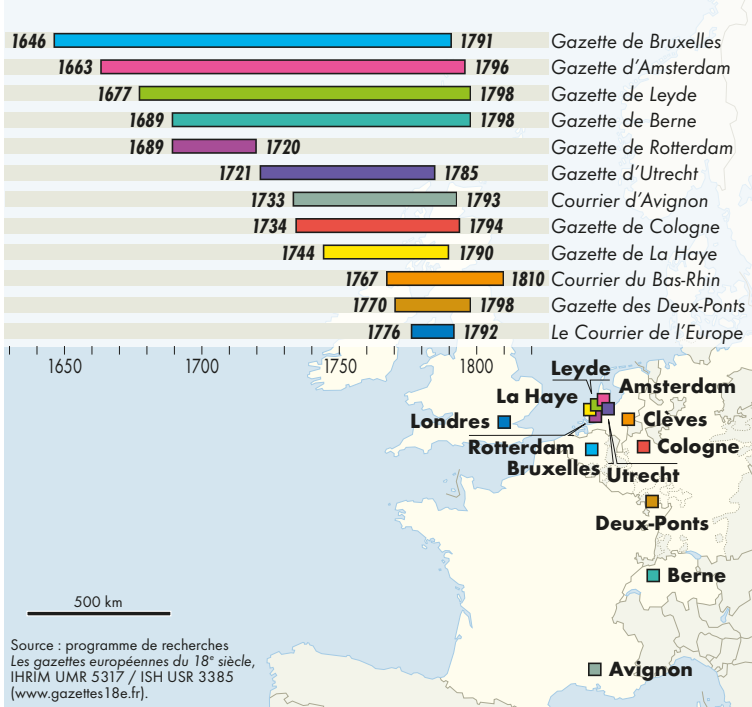 1646 1791 Gazette de Bruxelles
1663 1796 Gazette d'Amsterdam
1677 1798 Gazette de Leyde
1689 1798 Gazette de Berne
1689 1720 Gazette de Rotterdam
1721 1785 Gazette d'Utrecht
1733 1793 Courrier d'Avignon
1734 1794 Gazette de Cologne
1744 1790 Gazette de La Haye
1767 1810 Courrier du Bas-Rhin
1770 1798 Gazette des Deux-Ponts
1776 1792 Le Courrier de l'Europe
1650 1700 1750 1800
Leyde
La Haye Amsterdam
Londres Clèves
Rotterdam Cologne
Bruxelles Utrecht
Deux-Ponts
Berne
500 km
Source : programme de recherches
Les gazettes européennes du 18e siècle,
IHRIM UMR 5317 / ISH USR 3385
(www.gazettes18e.fr).
Avignon